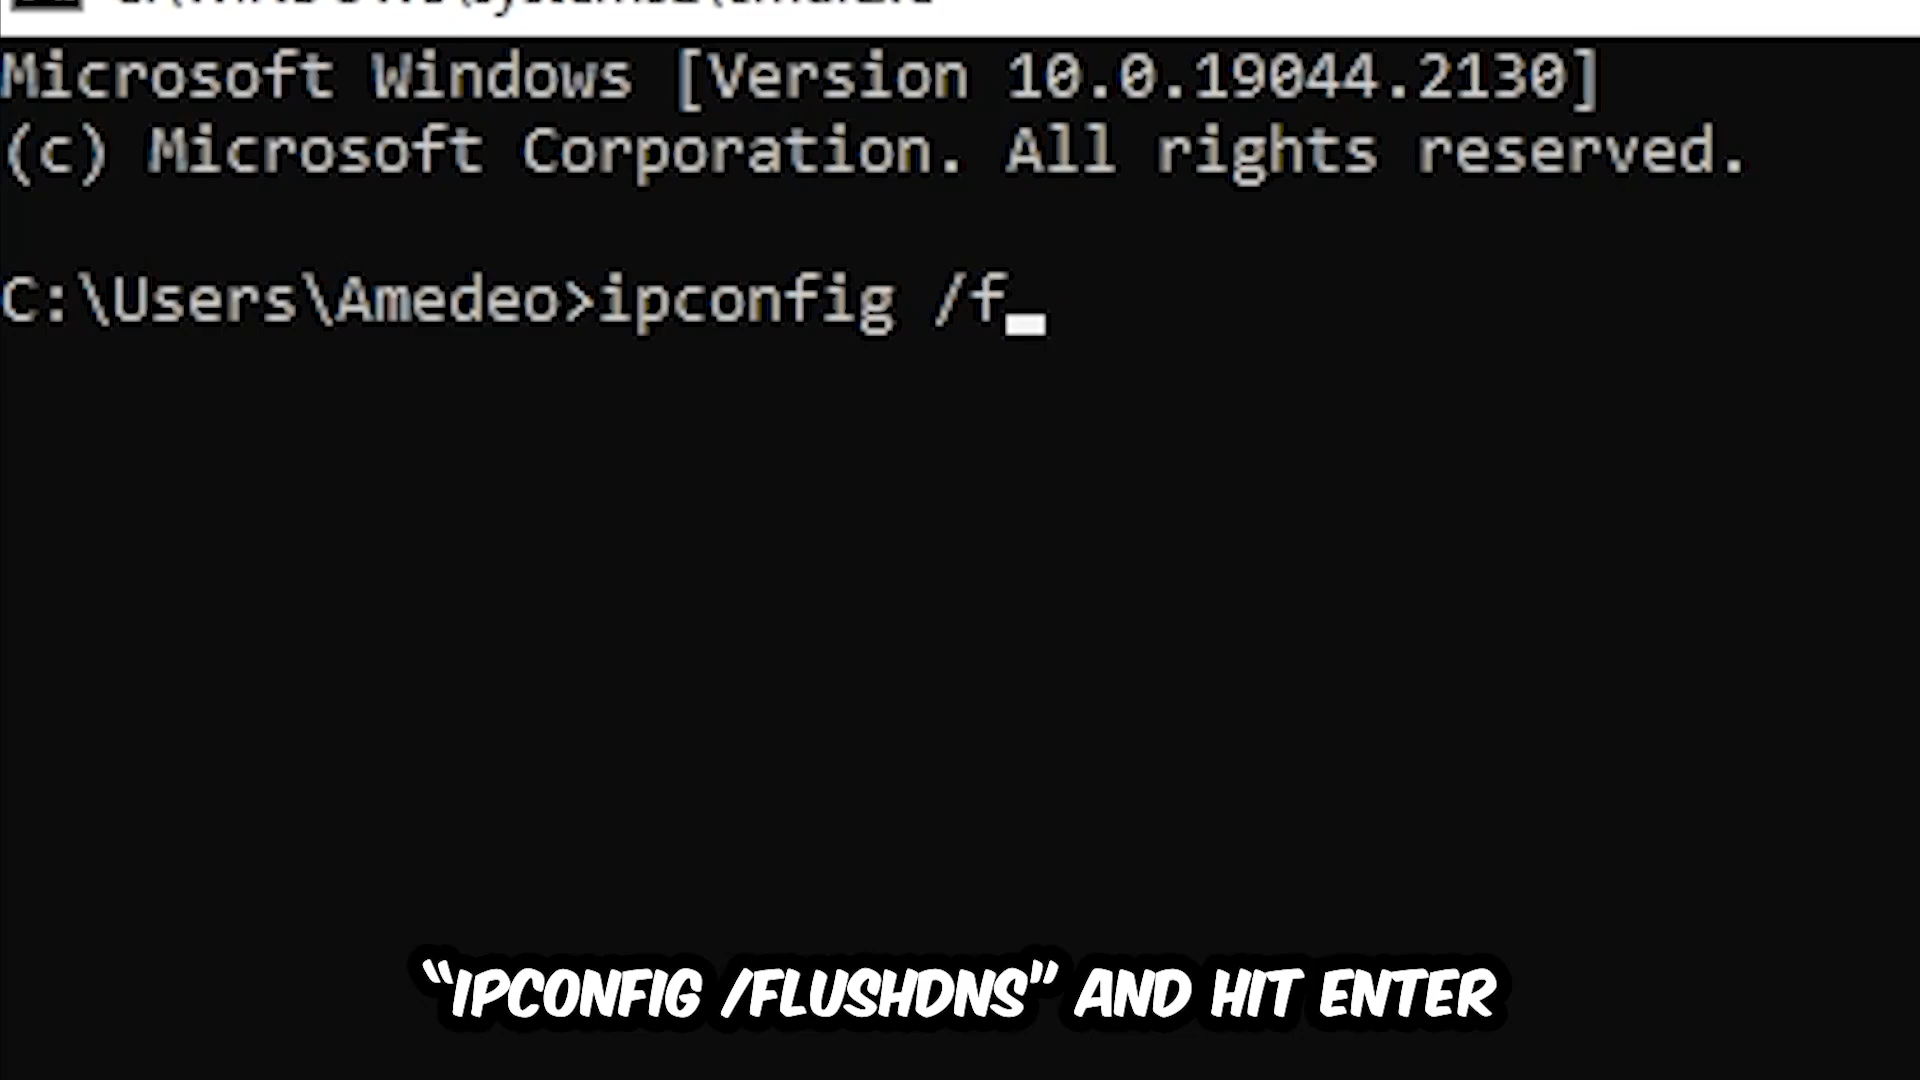 Microsoft Windows [Version 10.0.19044.2130]
(c) Microsoft Corporation. All rights reserved.
C:\Users\Amedeo>ipconfig /f
“IPCONFIG /FLUSHDNS” AND HIT ENTER